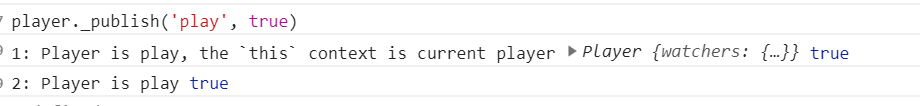 player._publish('play', true)
1: Player is play, the `this` context is current player ▶Player {watchers: {…}} true
2: Player is play true